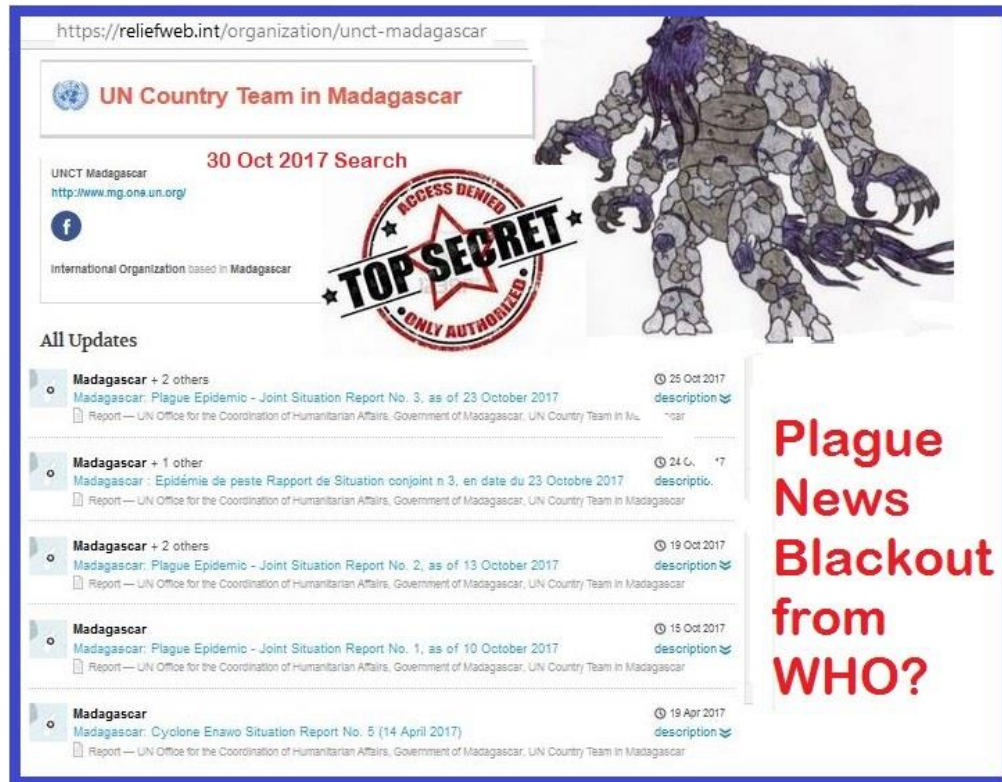 https://reliefweb.int/organization/unct-madagascar
UN Country Team in Madagascar
30 Oct 2017 Search
UNCT Madagascar
http://www.mg.one.un.org/
f
International Organization based in Madagascar
ACCESS DENIED
TOP SECRET
ONLY AUTHORIZED
All Updates
Madagascar + 2 others
25 Oct 2017
Madagascar: Plague Epidemic - Joint Situation Report No. 3, as of 23 October 2017
description
Report — UN Office for the Coordination of Humanitarian Affairs, Government of Madagascar, UN Country Team in
Madagascar + 1 other
Madagascar : Epidémie de peste Rapport de Situation conjoint n 3, en date du 23 Octobre 2017
Report — UN Office for the Coordination of Humanitarian Affairs, Government of Madagascar, UN Country Team in Madagascar
Madagascar + 2 others
19 Oct 2017
Madagascar: Plague Epidemic - Joint Situation Report No. 2, as of 13 October 2017
description
Report — UN Office for the Coordination of Humanitarian Affairs, Government of Madagascar, UN Country Team in Madagascar
Madagascar
15 Oct 2017
Madagascar: Plague Epidemic - Joint Situation Report No. 1, as of 10 October 2017
description
Report — UN Office for the Coordination of Humanitarian Affairs, Government of Madagascar, UN Country Team in Madagascar
Madagascar
19 Apr 2017
Madagascar: Cyclone Enawo Situation Report No. 5 (14 April 2017)
description
Report — UN Office for the Coordination of Humanitarian Affairs, Government of Madagascar, UN Country Team in Madagascar
Plague
News
Blackout
from
WHO?